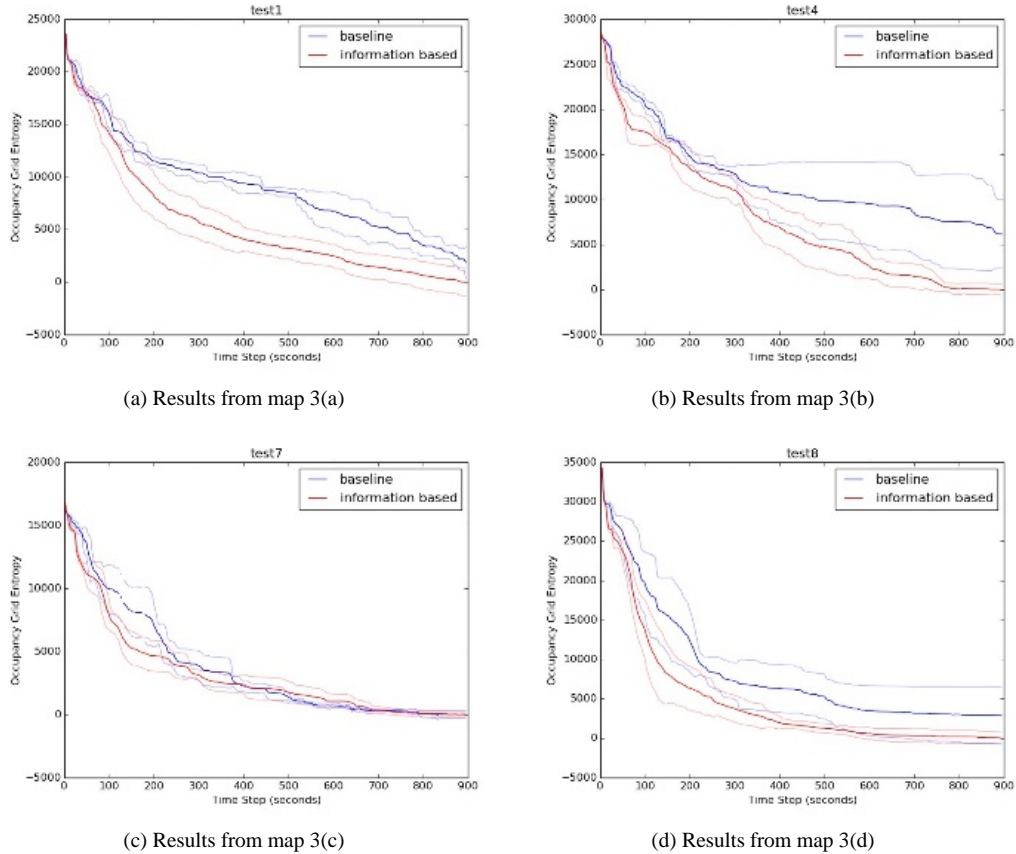 test1
25000
20000
15000
10000
5000
0
−5000
Occupancy Grid Entropy
baseline
information based
0 100 200 300 400 500 600 700 800 900
Time Step (seconds)
(a) Results from map 3(a)
test4
30000
25000
20000
15000
10000
5000
0
−5000
Occupancy Grid Entropy
baseline
information based
0 100 200 300 400 500 600 700 800 900
Time Step (seconds)
(b) Results from map 3(b)
test7
20000
15000
10000
5000
0
−5000
Occupancy Grid Entropy
baseline
information based
0 100 200 300 400 500 600 700 800 900
Time Step (seconds)
(c) Results from map 3(c)
test8
35000
30000
25000
20000
15000
10000
5000
0
−5000
Occupancy Grid Entropy
baseline
information based
0 100 200 300 400 500 600 700 800 900
Time Step (seconds)
(d) Results from map 3(d)